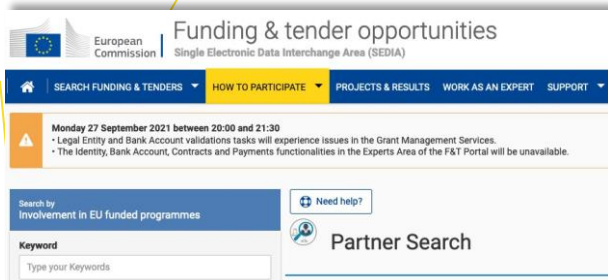 European
Commission
Funding & tender opportunities
Single Electronic Data Interchange Area (SEDIA)
SEARCH FUNDING & TENDERS HOW TO PARTICIPATE PROJECTS & RESULTS WORK AS AN EXPERT SUPPORT
Monday 27 September 2021 between 20:00 and 21:30
• Legal Entity and Bank Account validations tasks will experience issues in the Grant Management Services.
• The Identity, Bank Account, Contracts and Payments functionalities in the Experts Area of the F&T Portal will be unavailable.
Search by
Involvement in EU funded programmes
Keyword
Type your Keywords
Need help?
Partner Search